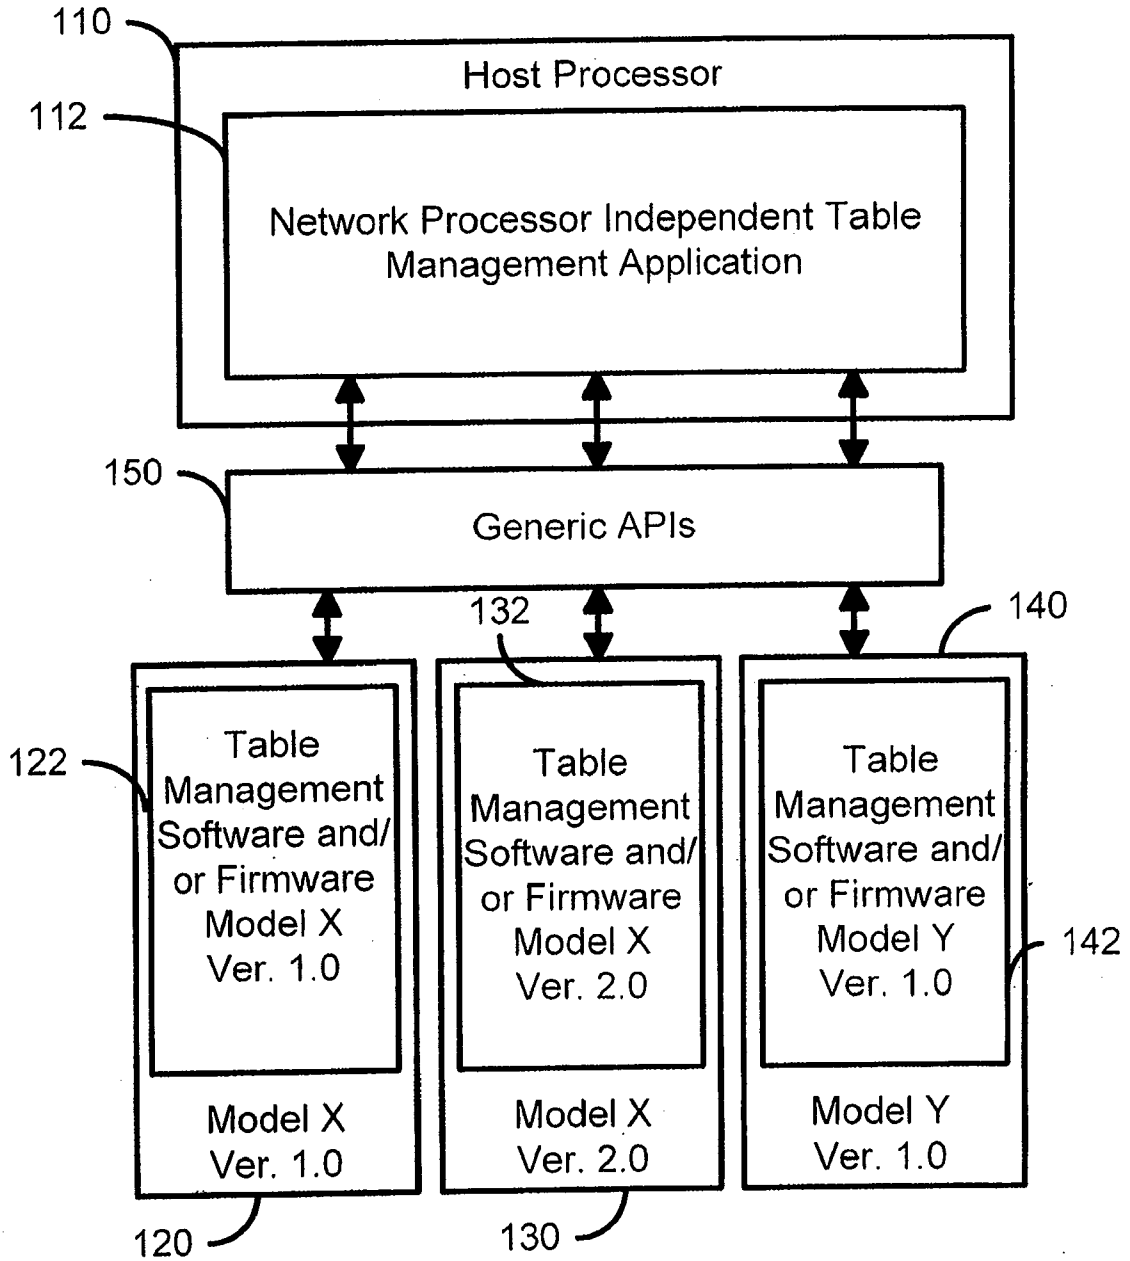 110
Host Processor
112
Network Processor Independent Table
Management Application
150
Generic APIs
132
140
122
Table
Management
Software and/
or Firmware
Model X
Ver. 1.0
Table
Management
Software and/
or Firmware
Model X
Ver. 2.0
Table
Management
Software and/
or Firmware
Model Y
Ver. 1.0
142
Model X
Ver. 1.0
Model X
Ver. 2.0
Model Y
Ver. 1.0
120
130